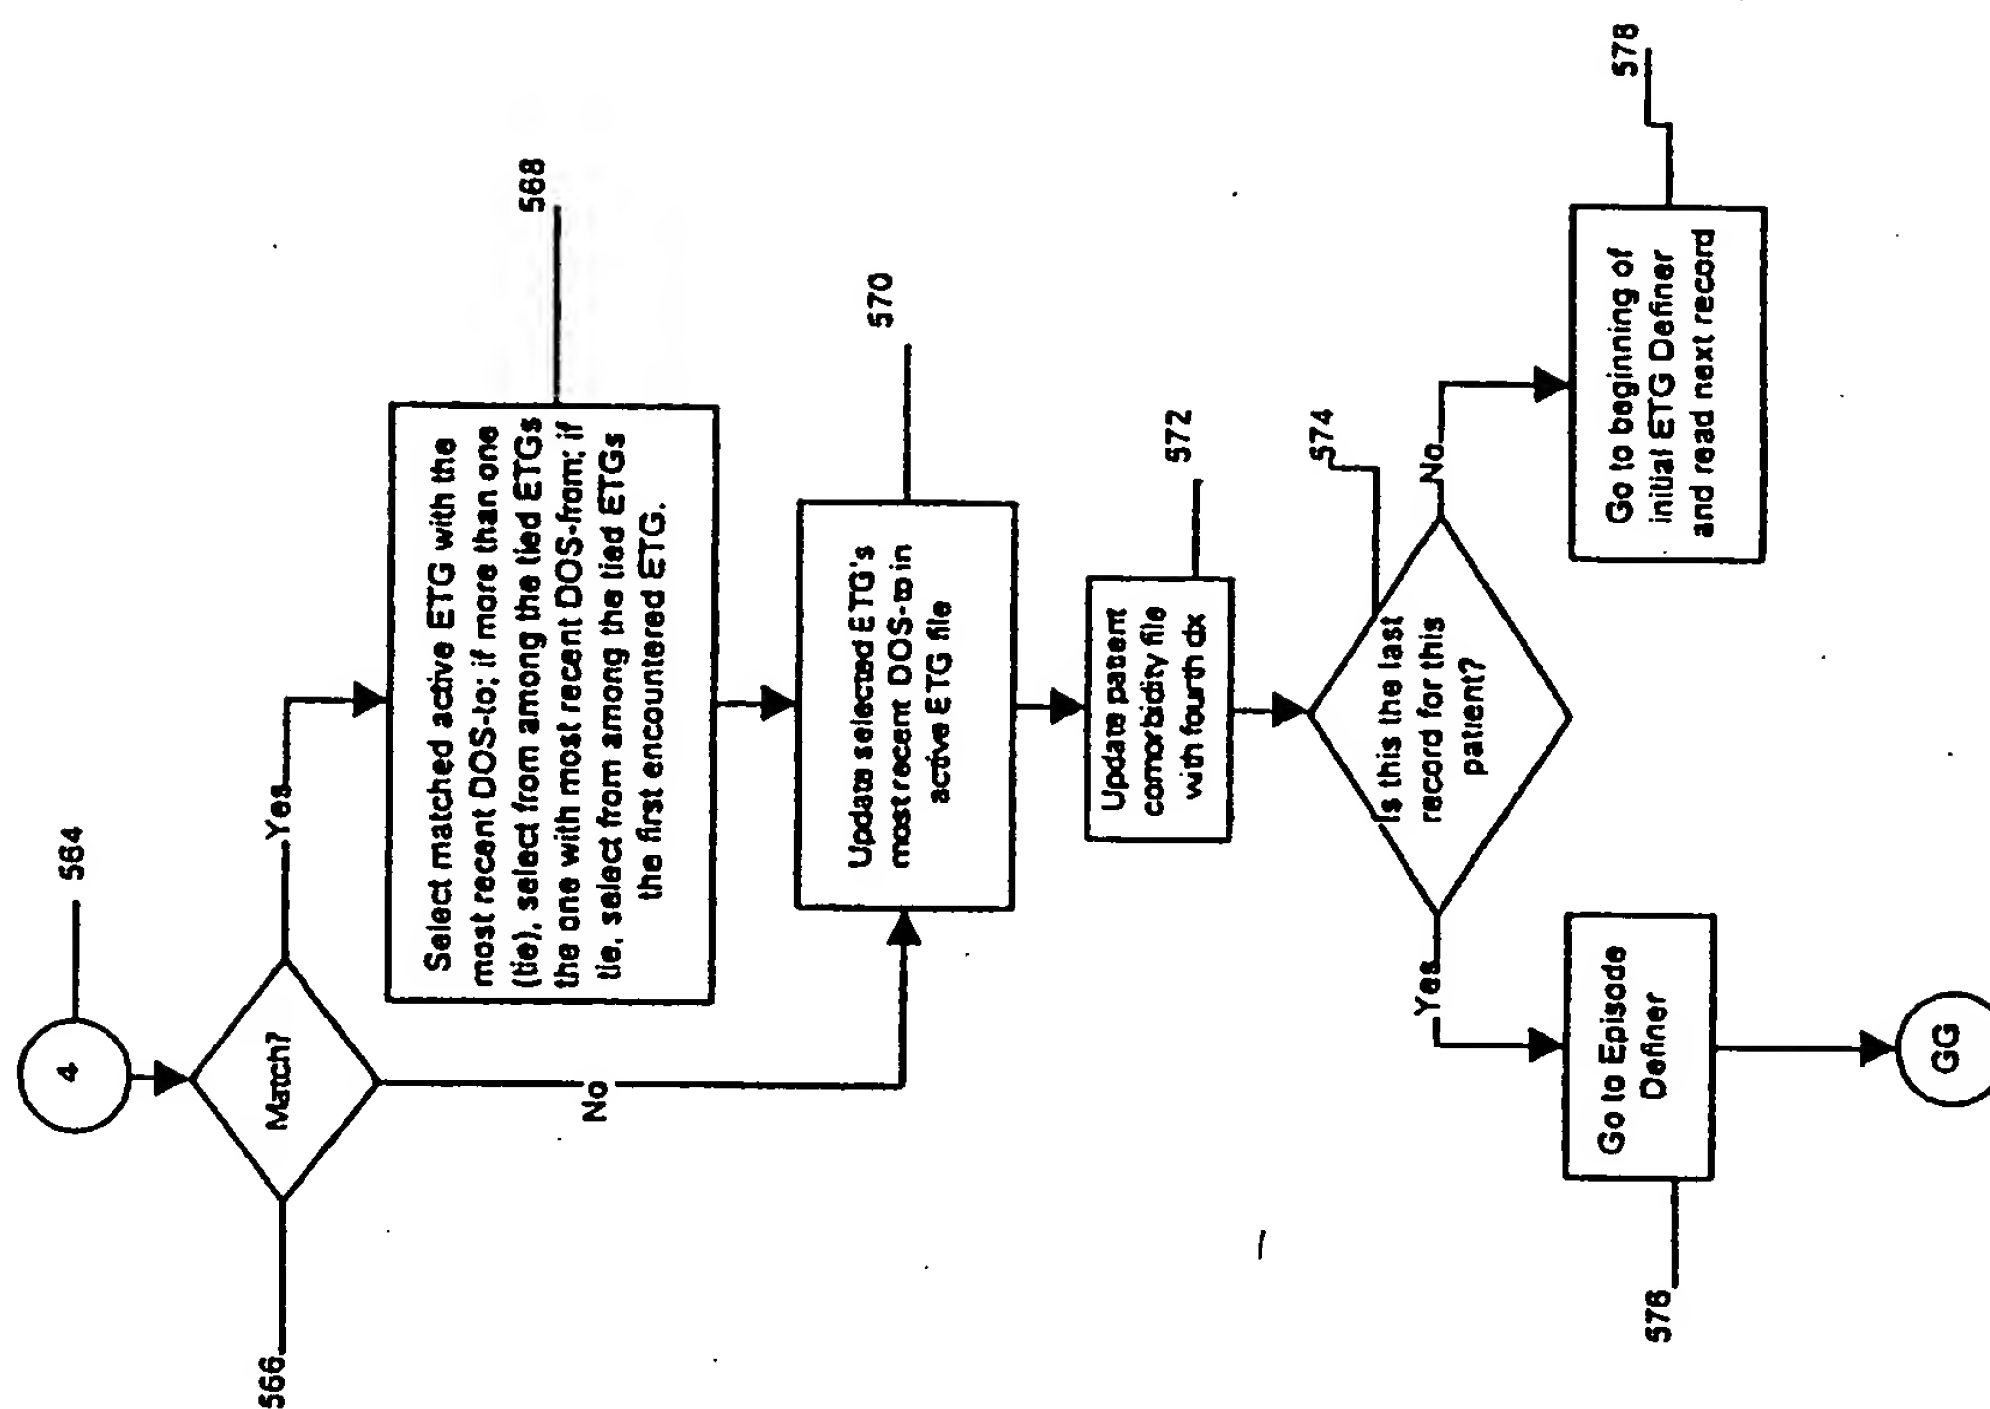 4
564
566
Match?
Yes
No
568
Select matched active ETG with the
most recent DOS-to; if more than one
(tie), select from among the tied ETGs
the one with most recent DOS-from; if
tie, select from among the tied ETGs
the first encountered ETG.
570
Update selected ETG's
most recent DOS-to in
active ETG file
572
Update patient
comorbidity file
with fourth dx
574
Is this the last
record for this
patient?
Yes
No
576
Go to Episode
Definer
578
Go to beginning of
initial ETG Definer
and read next record
GG